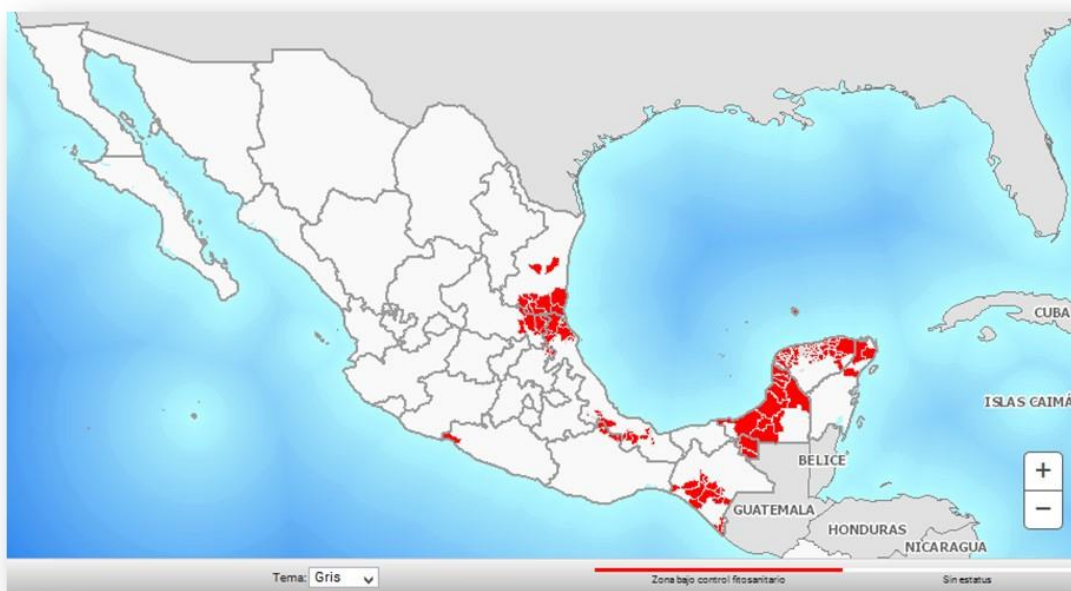 CUBA
ISLAS CAIMÁ
BELICE
GUATEMALA
HONDURAS
NICARAGUA
+
−
Tema: Gris
Zona bajo control fitosanitario
Sin estatus